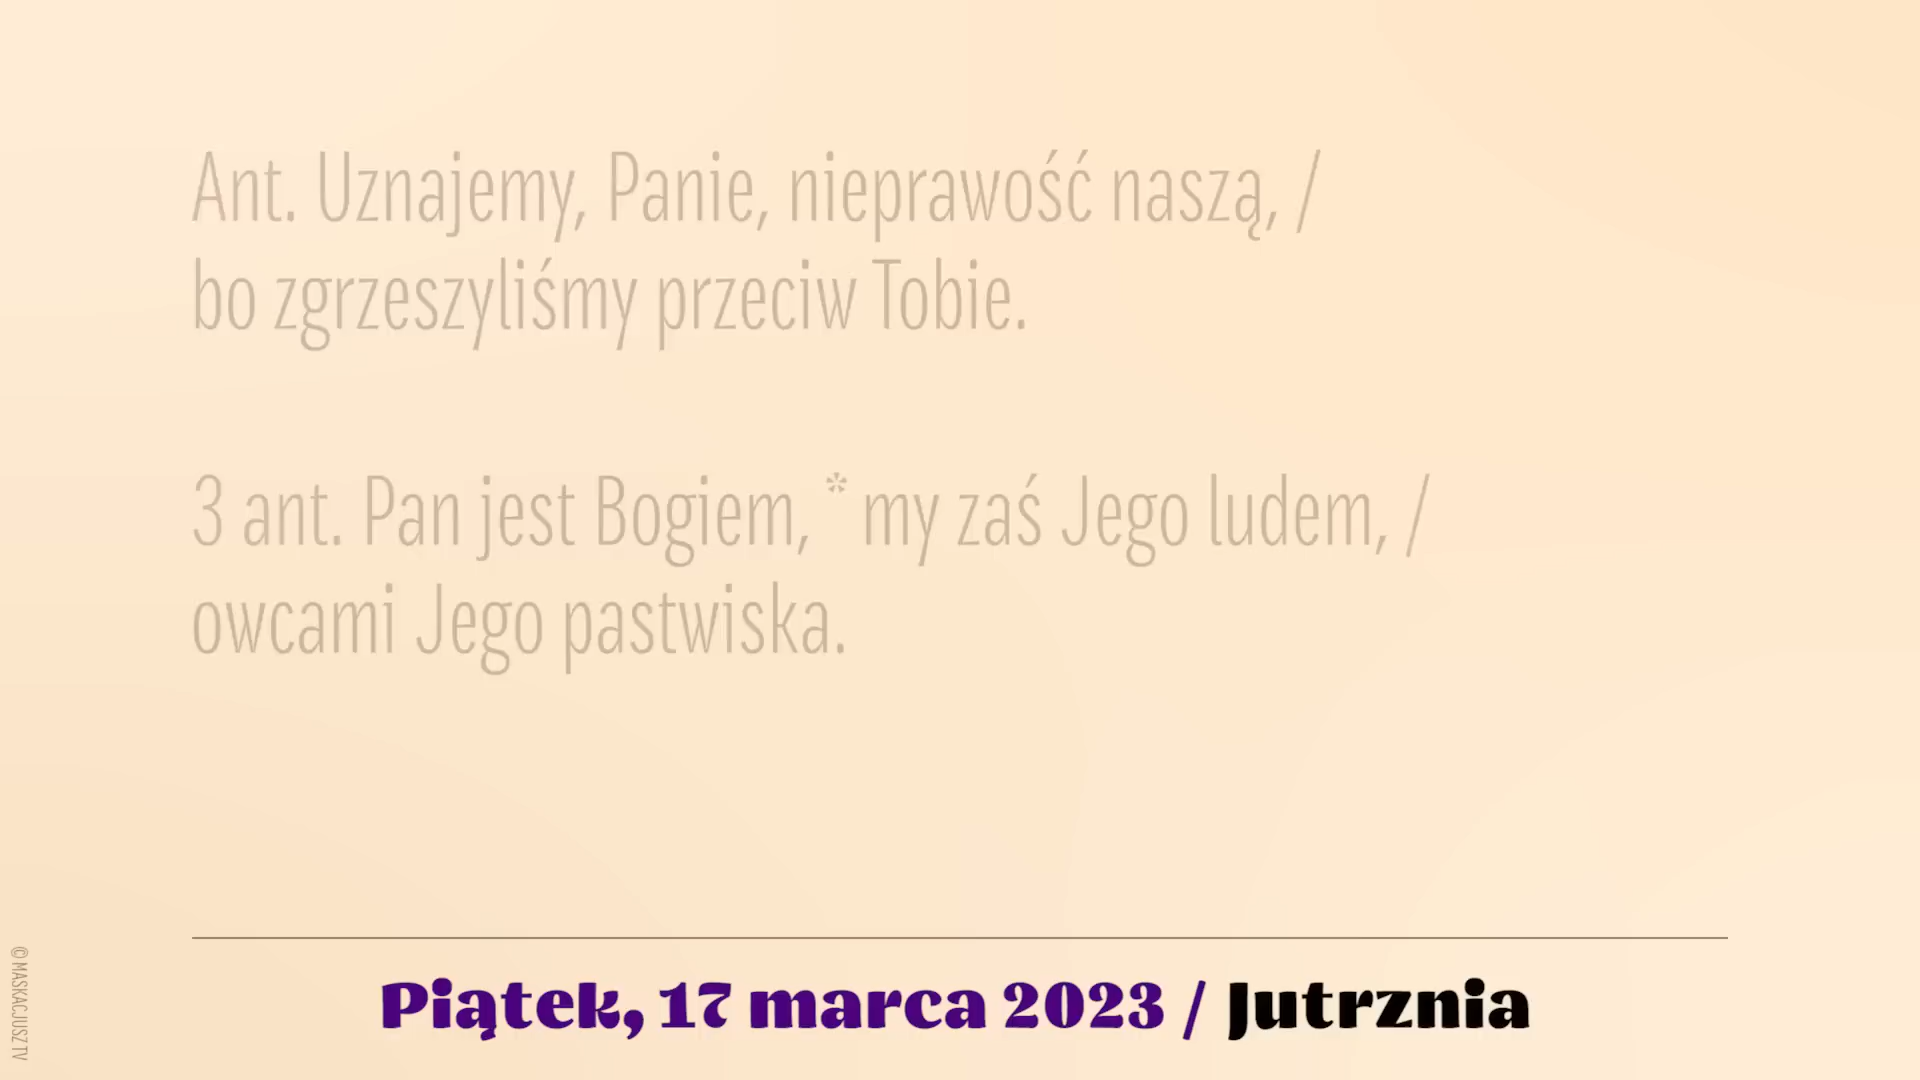 Ant. Uznajemy, Panie, nieprawość naszą, /
bo zgrzeszyliśmy przeciw Tobie.
3 ant. Pan jest Bogiem, * my zaś Jego ludem, /
owcami Jego pastwiska.
Piątek, 17 marca 2023 / Jutrznia
© MASKACJUSZ TV